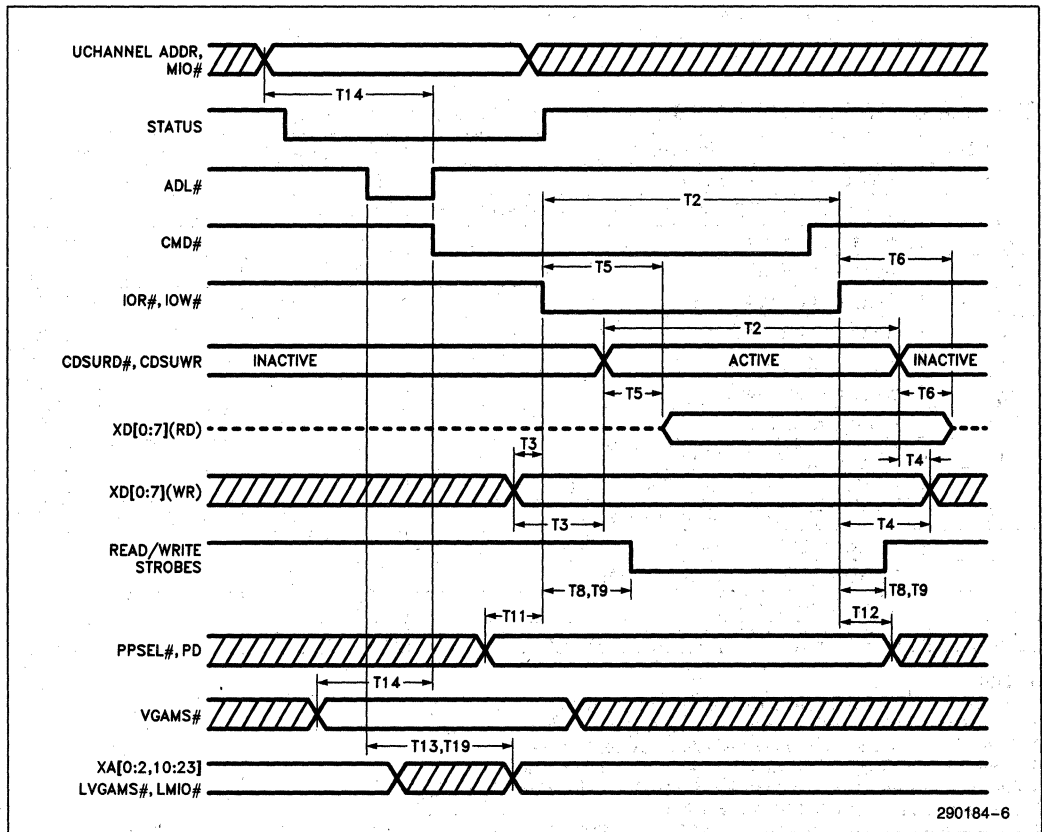 UCHANNEL ADDR,
MIO#
T14
STATUS
ADL#
T2
CMD#
T5
T6
IOR#, IOW#
T2
CDSURD#, CDSUWR
INACTIVE
ACTIVE
INACTIVE
T5
T6
XD[0:7](RD)
T3
T4
XD[0:7](WR)
T3
T4
READ/WRITE
STROBES
T8,T9
T8,T9
T11
T12
PPSEL#, PD
T14
VGAMS#
T13,T19
XA[0:2,10:23]
LVGAMS#, LMIO#
290184-6